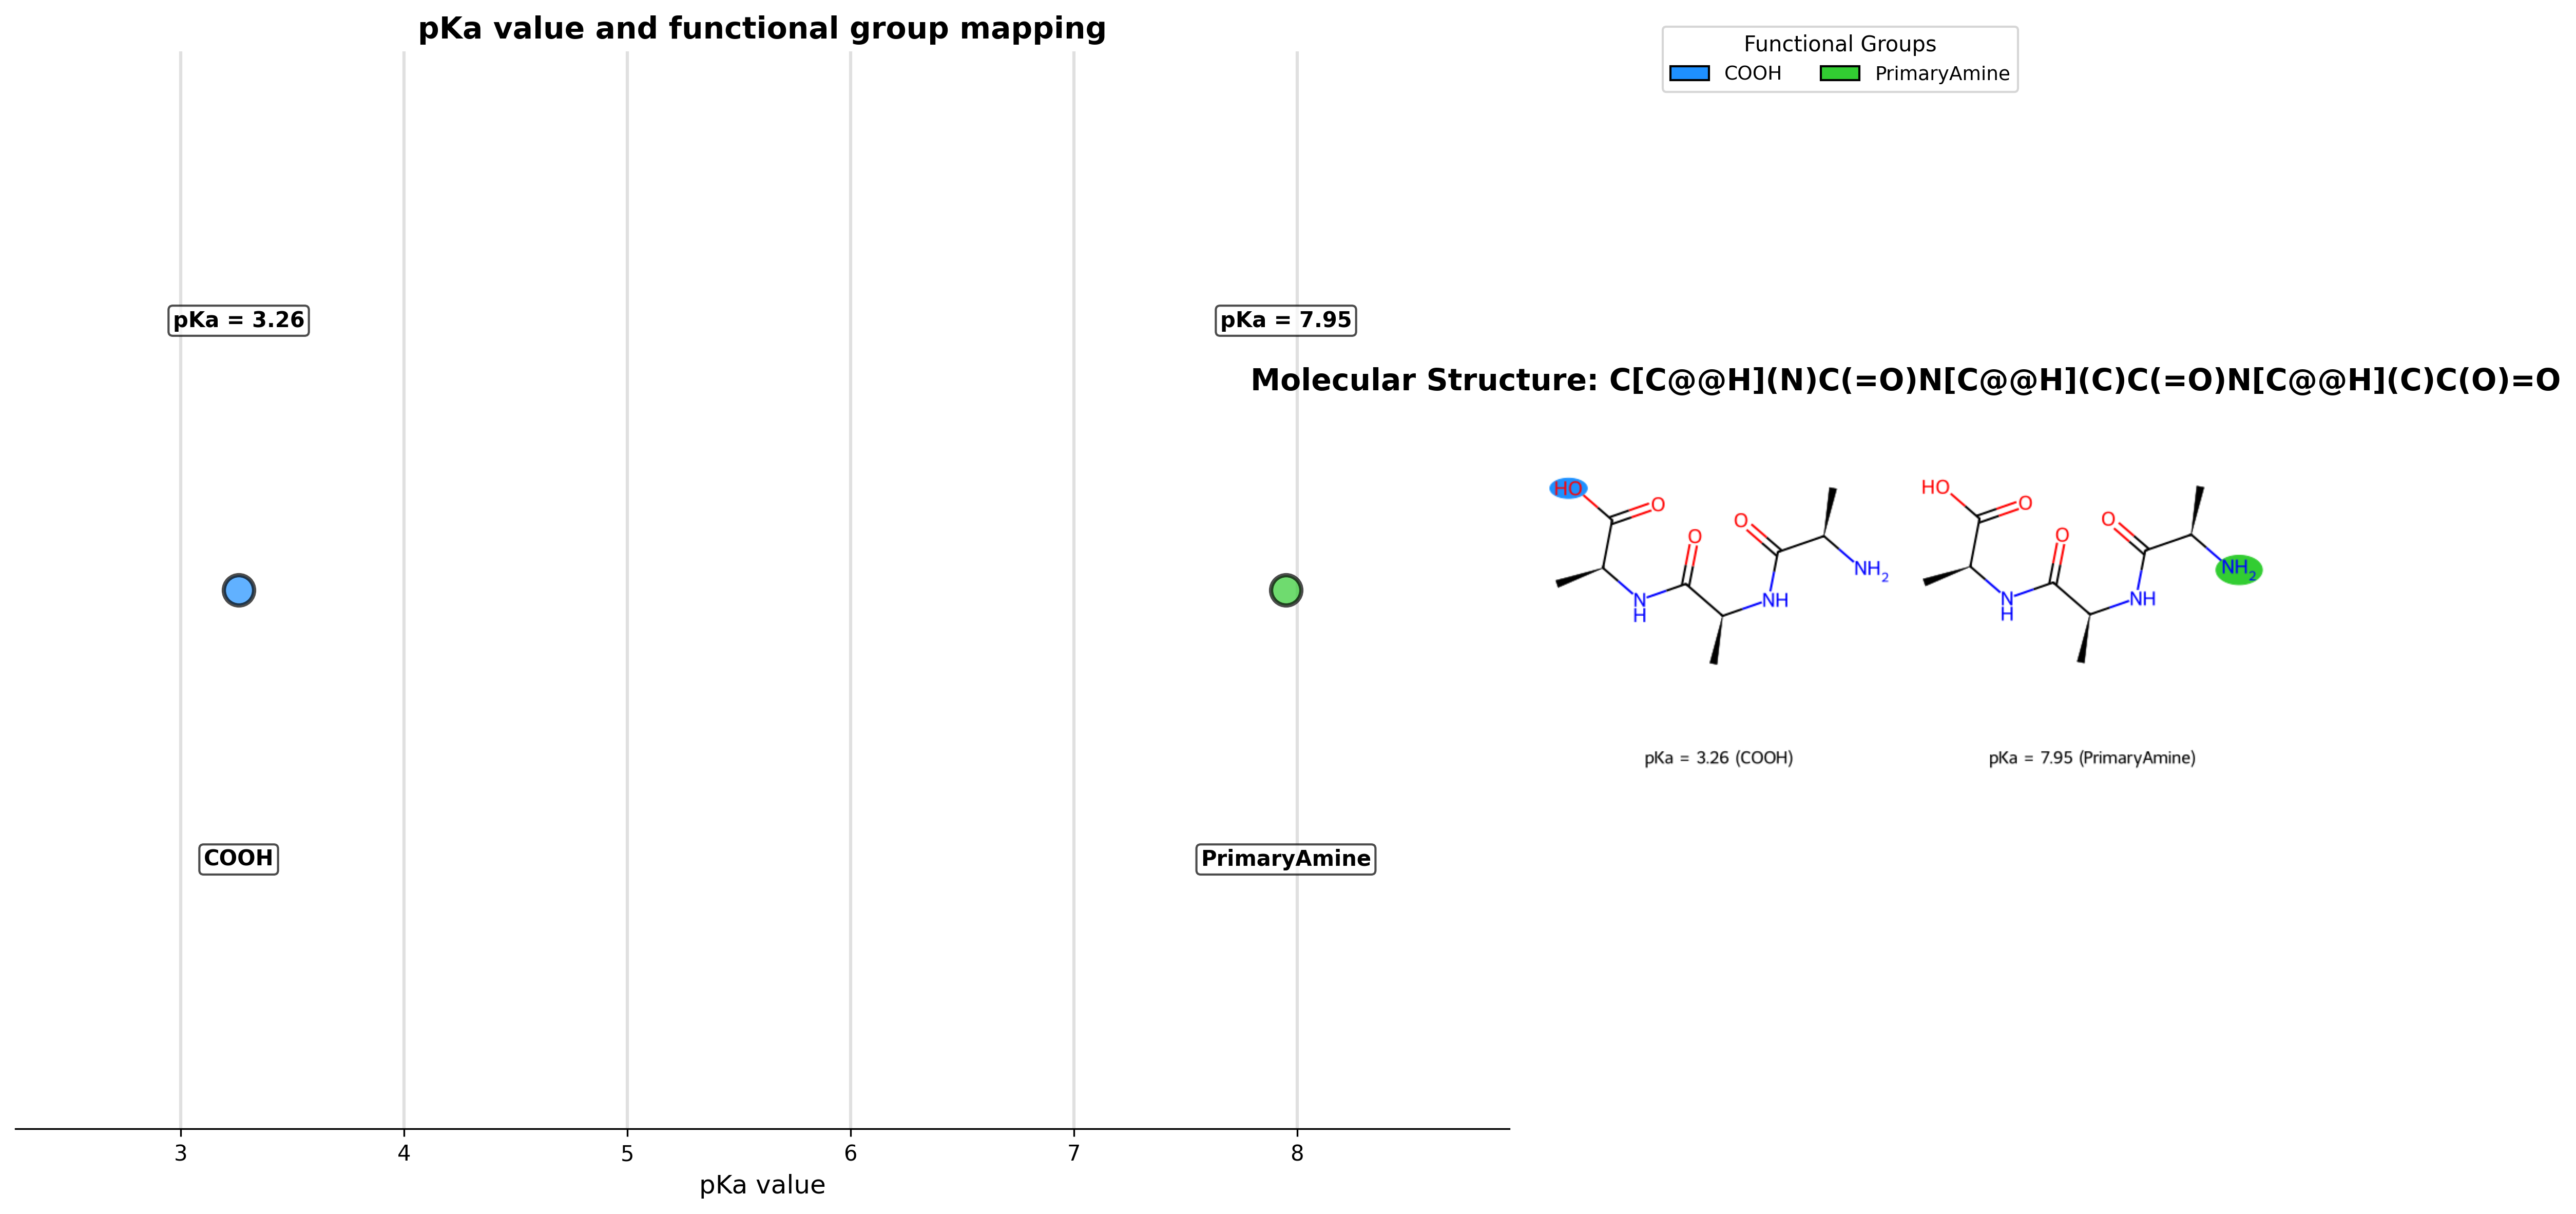 pKa value and functional group mapping
Functional Groups
COOH PrimaryAmine
pKa = 3.26 pKa = 7.95
Molecular Structure: C[C@@H](N)C(=O)N[C@@H](C)C(=O)N[C@@H](C)C(O)=O
HO O O O NH2 N H NH
HO O O O NH2 N H NH
pKa = 3.26 (COOH) pKa = 7.95 (PrimaryAmine)
COOH PrimaryAmine
3 4 5 6 7 8
pKa value